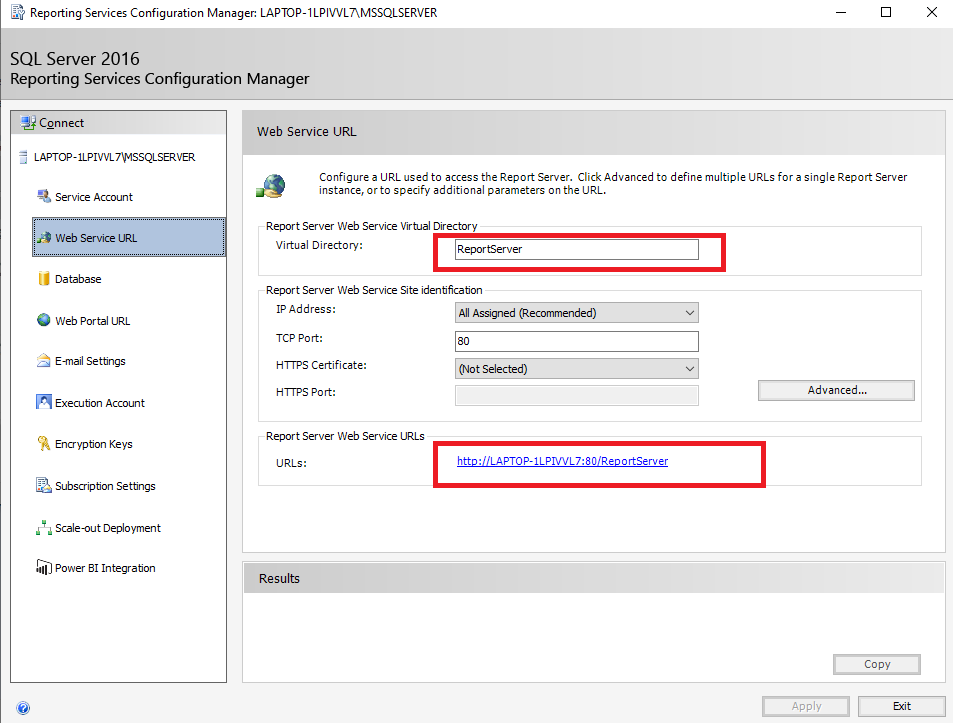 Reporting Services Configuration Manager: LAPTOP-1LPIVVL7\MSSQLSERVER
SQL Server 2016
Reporting Services Configuration Manager
Connect
LAPTOP-1LPIVVL7\MSSQLSERVER
Service Account
Web Service URL
Database
Web Portal URL
E-mail Settings
Execution Account
Encryption Keys
Subscription Settings
Scale-out Deployment
Power BI Integration
Web Service URL
Configure a URL used to access the Report Server. Click Advanced to define multiple URLs for a single Report Server
instance, or to specify additional parameters on the URL.
Report Server Web Service Virtual Directory
Virtual Directory: ReportServer
Report Server Web Service Site identification
IP Address: All Assigned (Recommended)
TCP Port: 80
HTTPS Certificate: (Not Selected)
HTTPS Port:
Advanced...
Report Server Web Service URLs
URLs: http://LAPTOP-1LPIVVL7:80/ReportServer
Results
Copy
Apply Exit